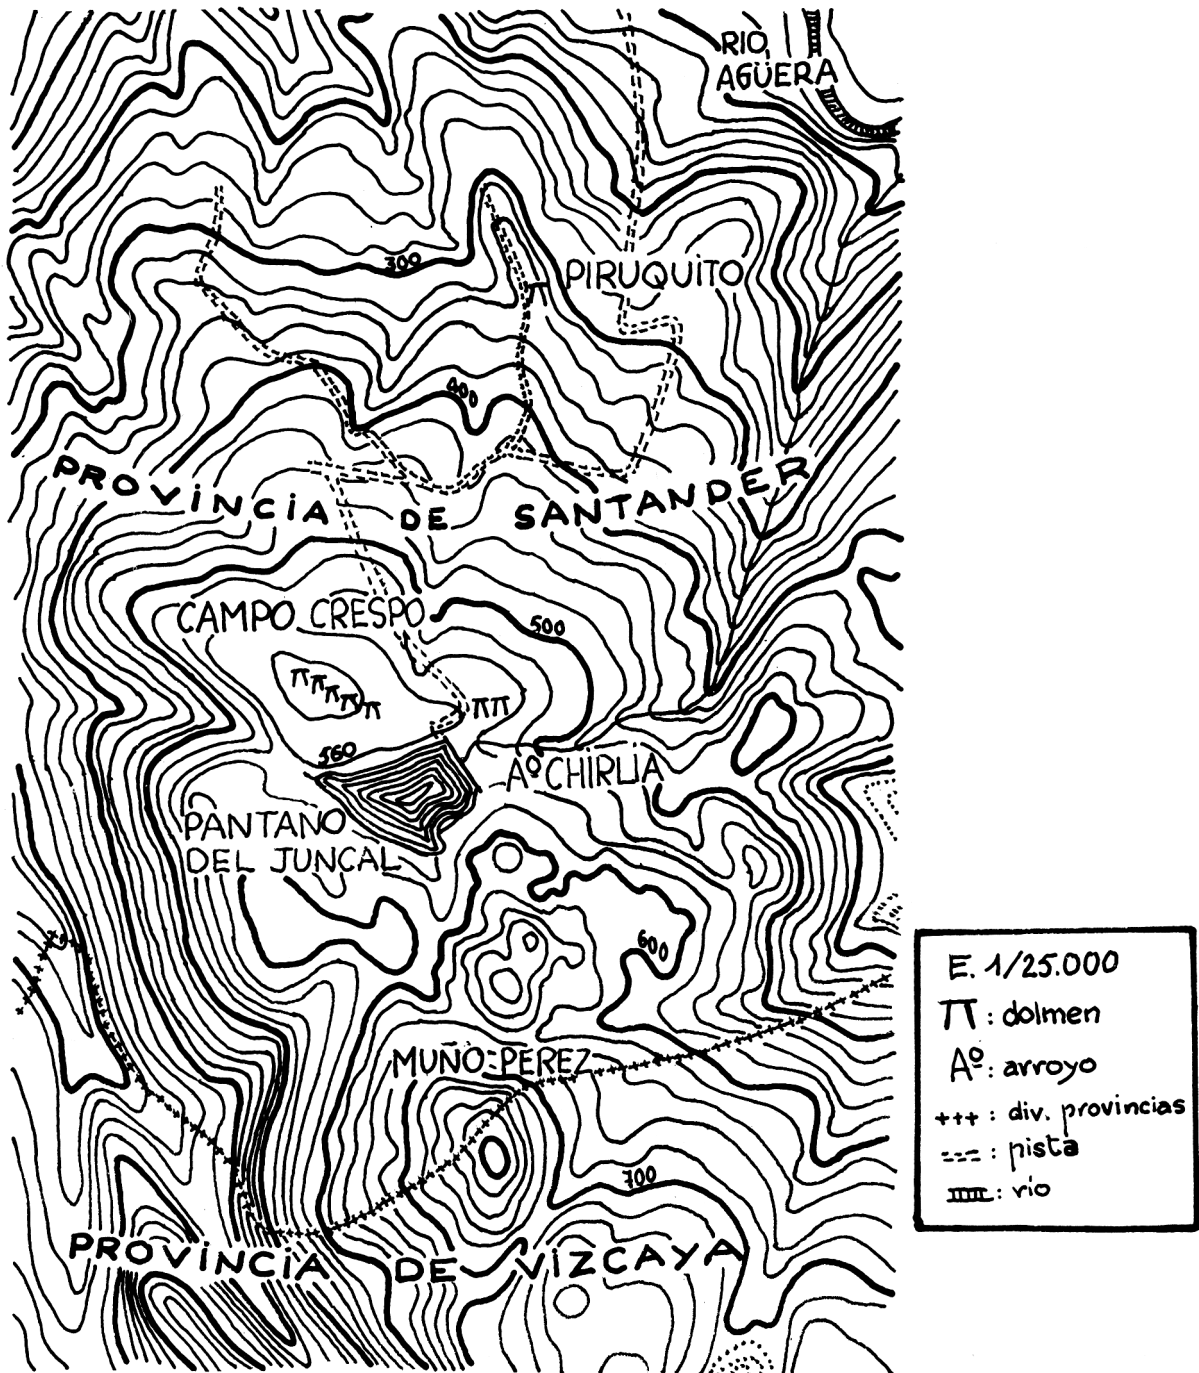 RIO
AGÜERA
300
PIRUQUITO
400
PROVINCIA DE SANTANDER
CAMPO CRESPO
500
560
Aº CHIRLIA
PANTANO
DEL JUNCAL
600
MUÑO-PEREZ
700
PROVINCIA DE VIZCAYA
E. 1/25.000
: dolmen
Aº: arroyo
+++ : div. provincias
=== : pista
: rio